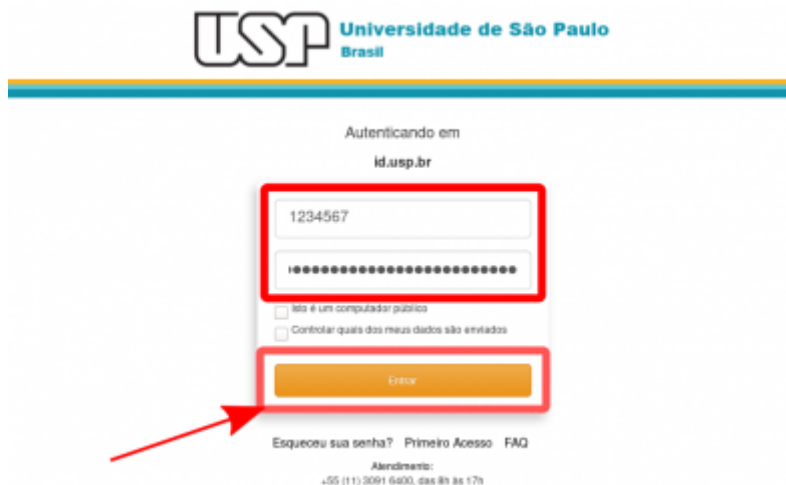 USP
Universidade de São Paulo
Brasil
Autenticando em
id.usp.br
1234567
Isto é um computador público
Controlar quais dos meus dados são enviados
Entrar
Esqueceu sua senha? Primeiro Acesso FAQ
Atendimento:
+55 (11) 3091 6400, das 8h às 17h